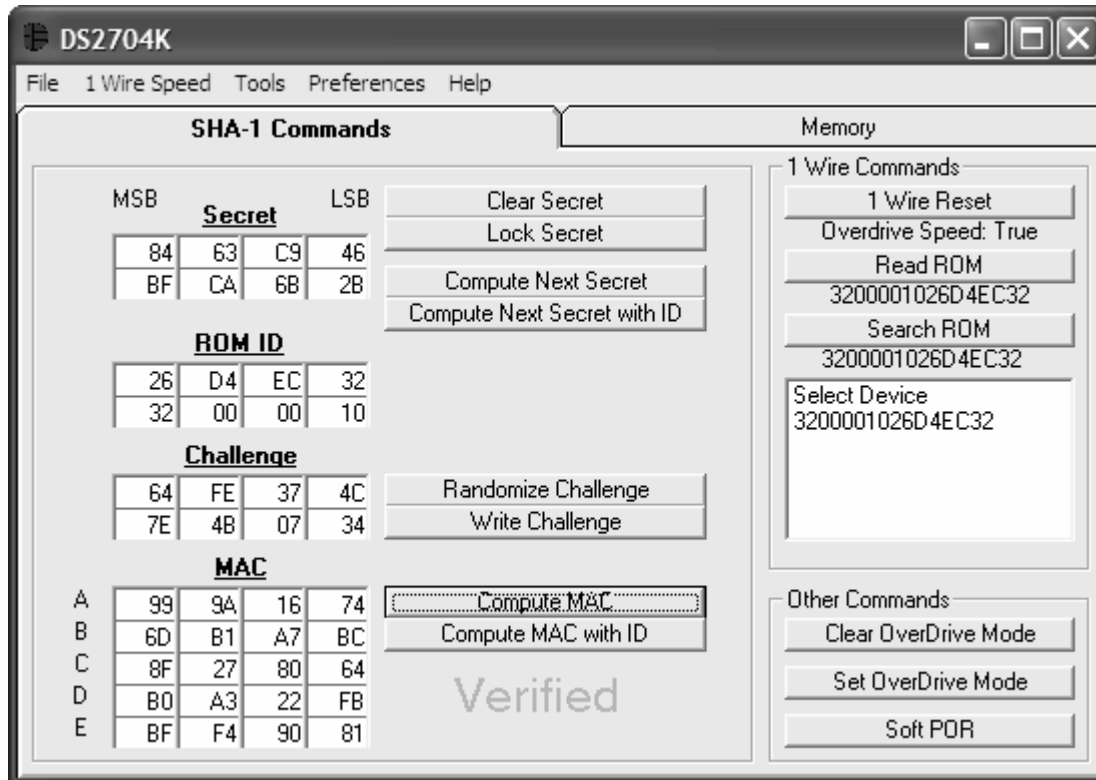 DS2704K
File 1 Wire Speed Tools Preferences Help
SHA-1 Commands
Memory
MSB
LSB
Secret
84 63 C9 46
BF CA 6B 2B
Clear Secret
Lock Secret
Compute Next Secret
Compute Next Secret with ID
ROM ID
26 D4 EC 32
32 00 00 10
Challenge
64 FE 37 4C
7E 4B 07 34
Randomize Challenge
Write Challenge
MAC
A 99 9A 16 74
B 6D B1 A7 BC
C 8F 27 80 64
D B0 A3 22 FB
E BF F4 90 81
Compute MAC
Compute MAC with ID
Verified
1 Wire Commands
1 Wire Reset
Overdrive Speed: True
Read ROM
3200001026D4EC32
Search ROM
3200001026D4EC32
Select Device
3200001026D4EC32
Other Commands
Clear OverDrive Mode
Set OverDrive Mode
Soft POR